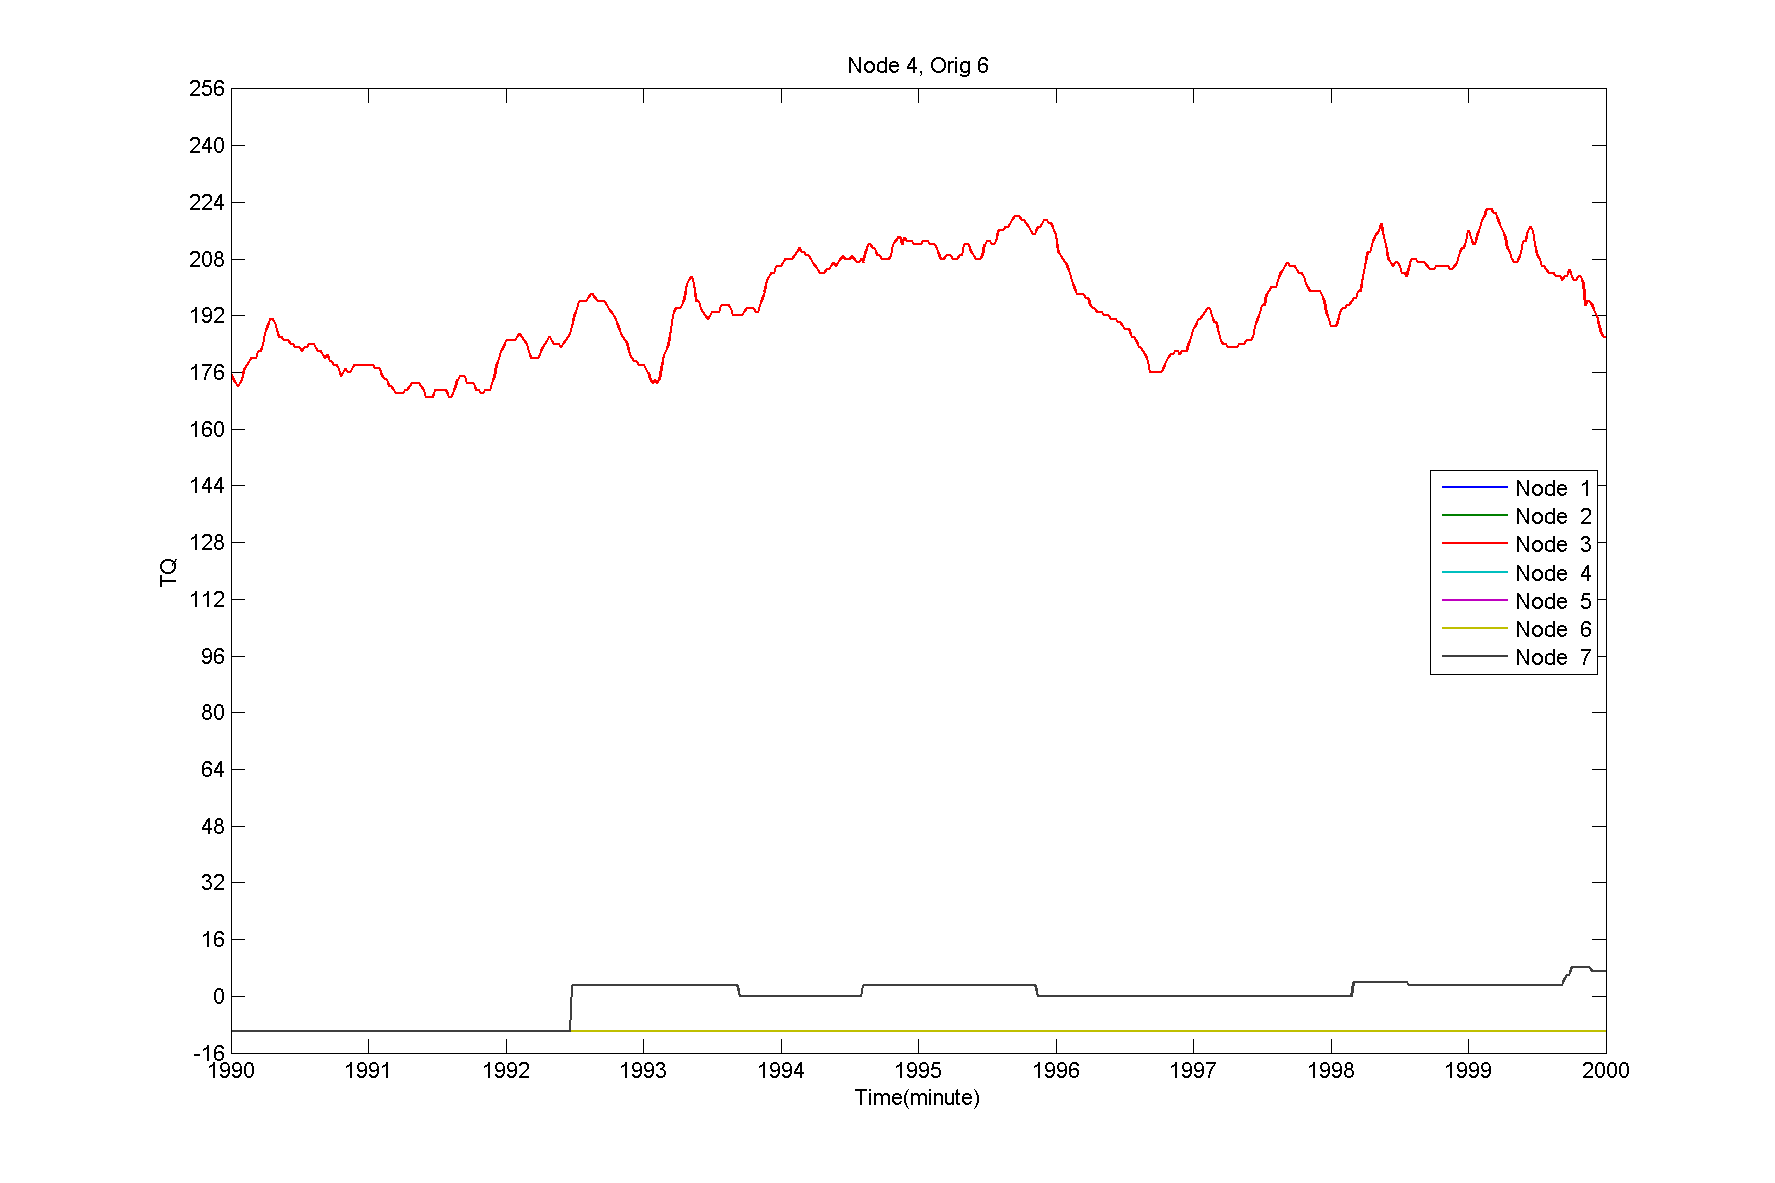 Node 4, Orig 6
256
240
224
208
192
176
160
144
128
112
96
80
64
48
32
16
0
-16
TQ
Node 1
Node 2
Node 3
Node 4
Node 5
Node 6
Node 7
1990 1991 1992 1993 1994 1995 1996 1997 1998 1999 2000
Time(minute)